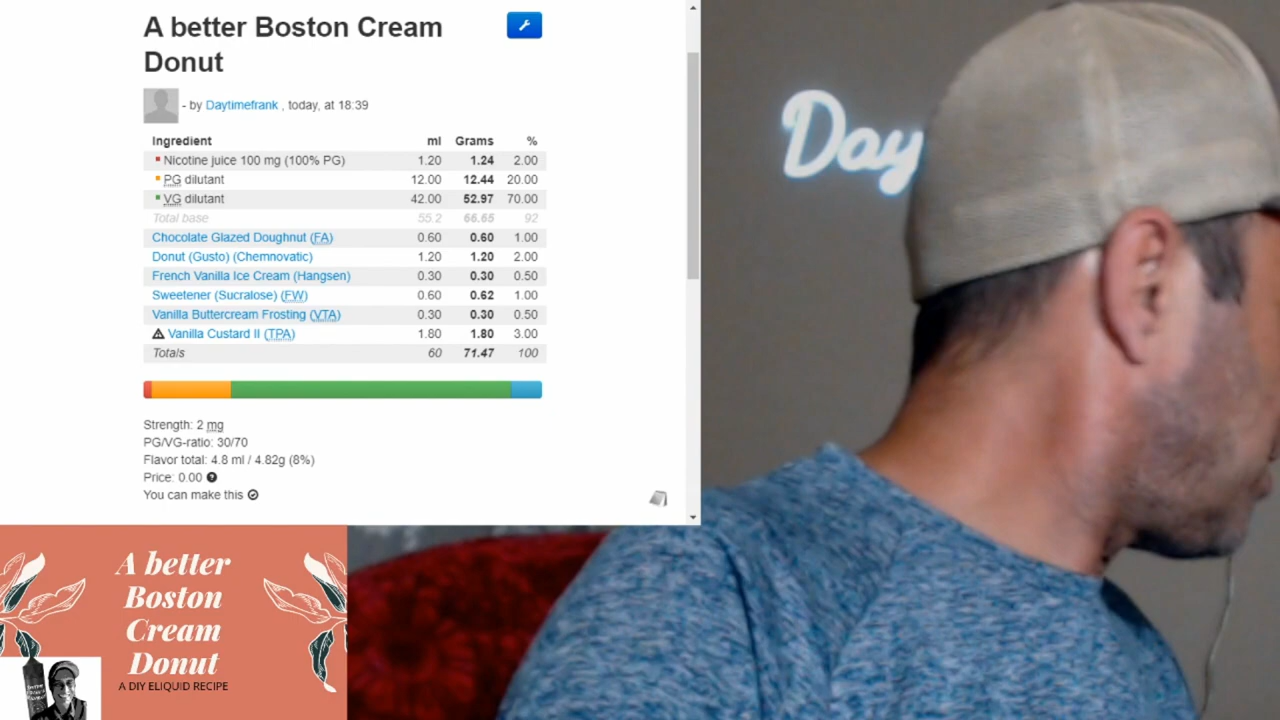 A better Boston Cream
Donut
- by Daytimefrank , today, at 18:39
Ingredient ml Grams %
Nicotine juice 100 mg (100% PG) 1.20 1.24 2.00
PG dilutant 12.00 12.44 20.00
VG dilutant 42.00 52.97 70.00
Total base 55.2 66.65 92
Chocolate Glazed Doughnut (FA) 0.60 0.60 1.00
Donut (Gusto) (Chemnovatic) 1.20 1.20 2.00
French Vanilla Ice Cream (Hangsen) 0.30 0.30 0.50
Sweetener (Sucralose) (FW) 0.60 0.62 1.00
Vanilla Buttercream Frosting (VTA) 0.30 0.30 0.50
Vanilla Custard II (TPA) 1.80 1.80 3.00
Totals 60 71.47 100
Strength: 2 mg
PG/VG-ratio: 30/70
Flavor total: 4.8 ml / 4.82g (8%)
Price: 0.00
You can make this
Day
A better
Boston
Cream
Donut
A DIY ELIQUID RECIPE